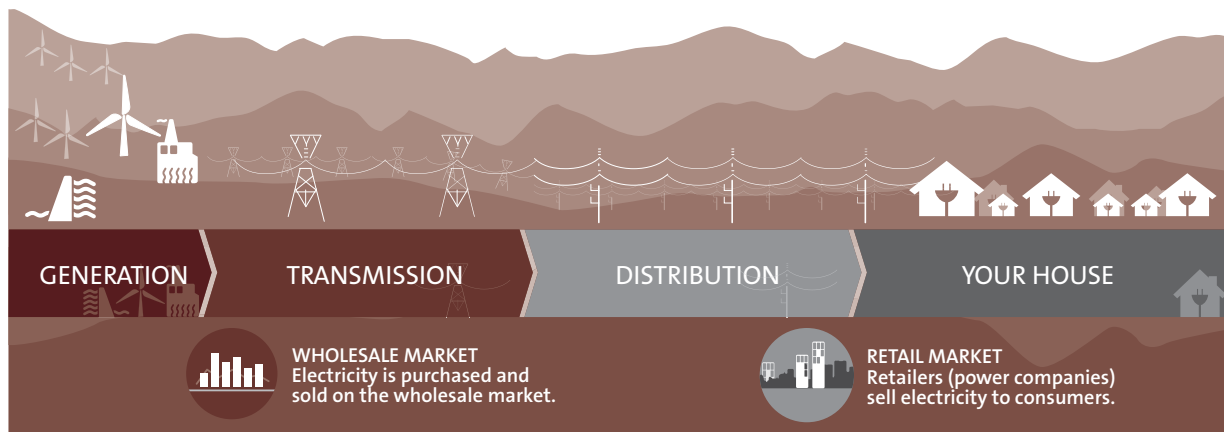 GENERATION
TRANSMISSION
DISTRIBUTION
YOUR HOUSE
WHOLESALE MARKET
Electricity is purchased and
sold on the wholesale market.
RETAIL MARKET
Retailers (power companies)
sell electricity to consumers.